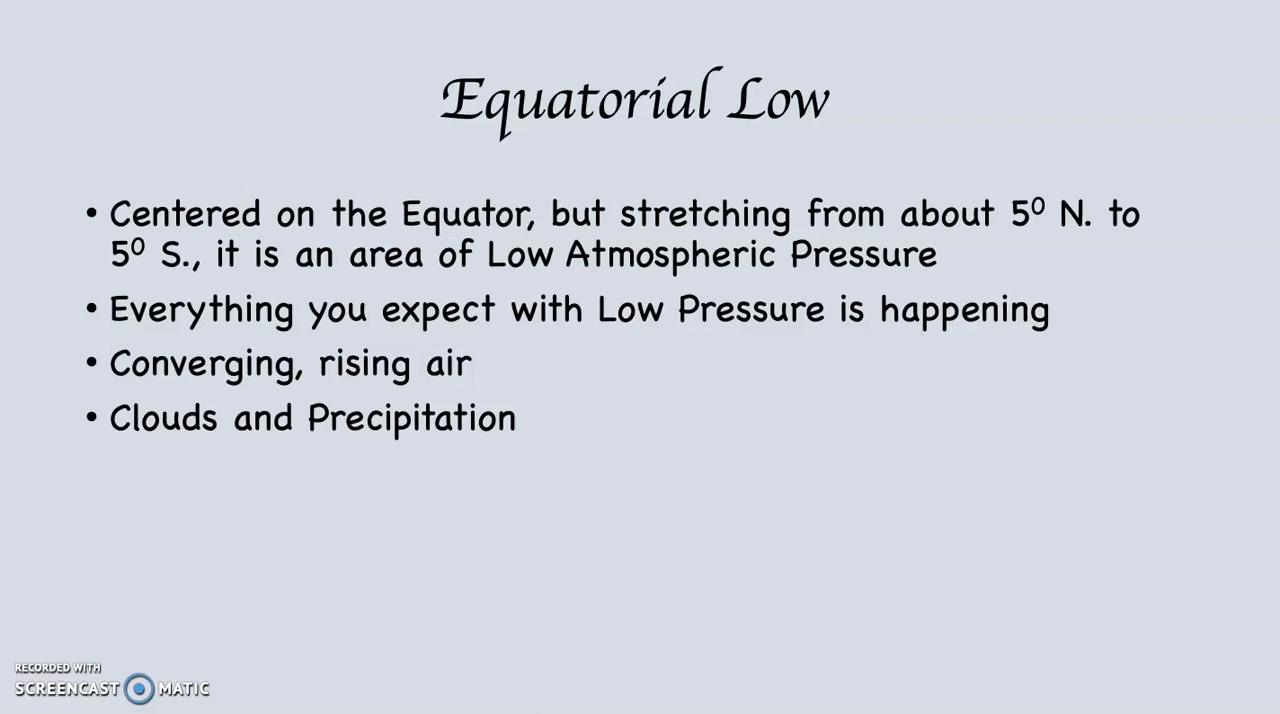 Equatorial Low
• Centered on the Equator, but stretching from about 5⁰ N. to
5⁰ S., it is an area of Low Atmospheric Pressure
• Everything you expect with Low Pressure is happening
• Converging, rising air
• Clouds and Precipitation
RECORDED WITH
SCREENCAST MATIC